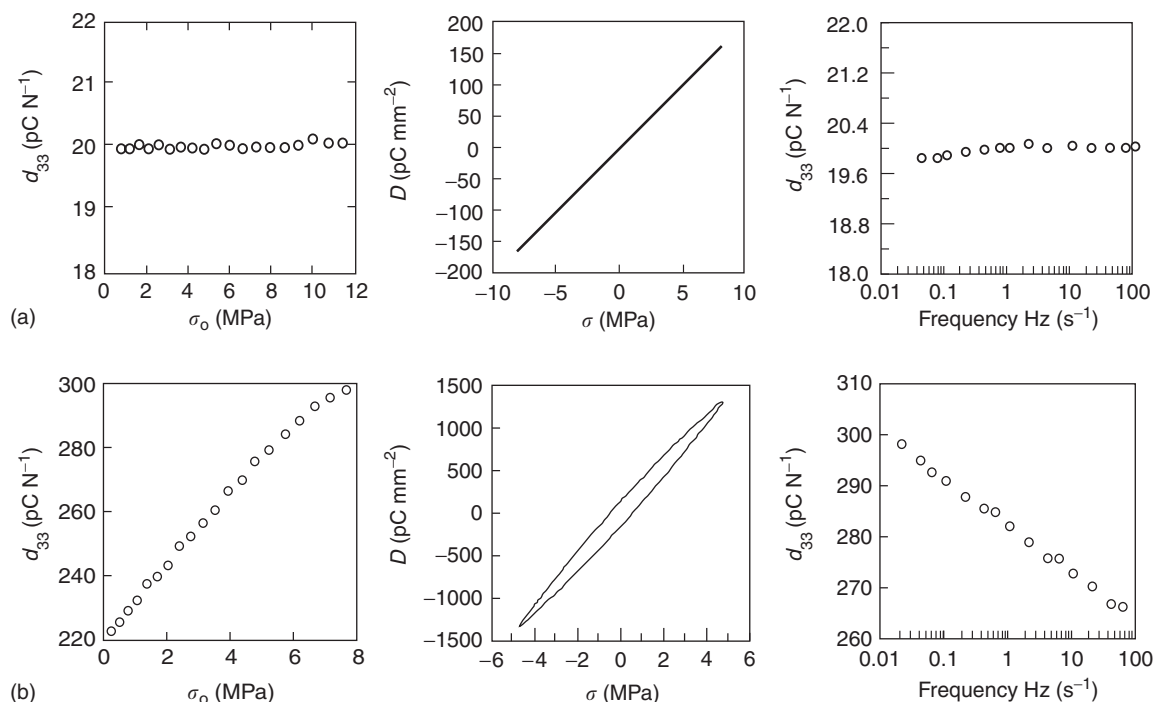 22
21
20
19
18
d₃₃ (pC N⁻¹)
0 2 4 6 8 10 12
σₒ (MPa)
(a)
200
150
100
50
0
−50
−100
−150
−200
D (pC mm⁻²)
−10 −5 0 5 10
σ (MPa)
22.0
21.2
20.4
19.6
18.8
18.0
d₃₃ (pC N⁻¹)
0.01 0.1 1 10 100
Frequency Hz (s⁻¹)
300
280
260
240
220
d₃₃ (pC N⁻¹)
0 2 4 6 8
σₒ (MPa)
(b)
1500
1000
500
0
−500
−1000
−1500
D (pC mm⁻²)
−6 −4 −2 0 2 4 6
σ (MPa)
310
300
290
280
270
260
d₃₃ (pC N⁻¹)
0.01 0.1 1 10 100
Frequency Hz (s⁻¹)